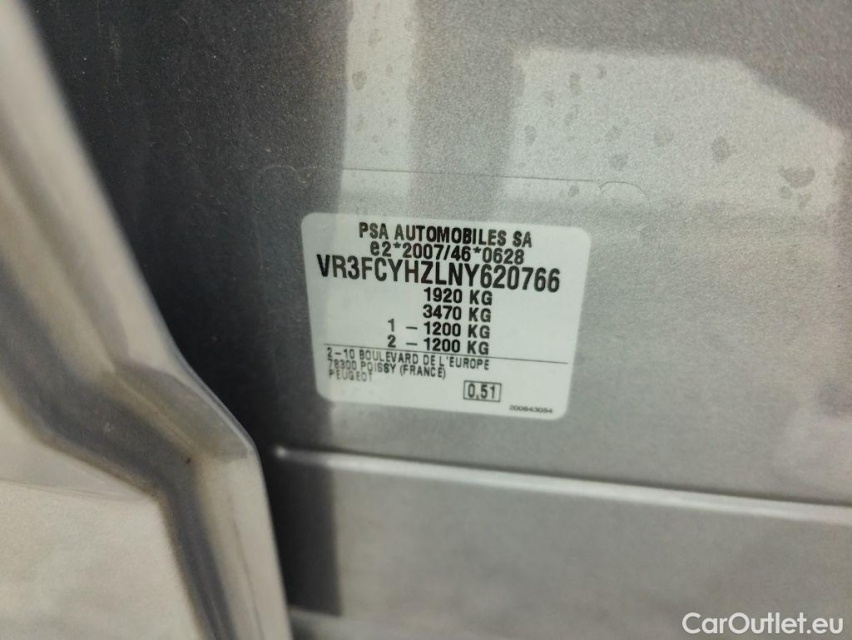 PSA AUTOMOBILES SA
e2*2007/46*0628
VR3FCYHZLNY620766
1920 KG
3470 KG
1 – 1200 KG
2 – 1200 KG
2–10 BOULEVARD DE L'EUROPE
78300 POISSY (FRANCE)
PEUGEOT
0,51
200843054
CarOutlet.eu